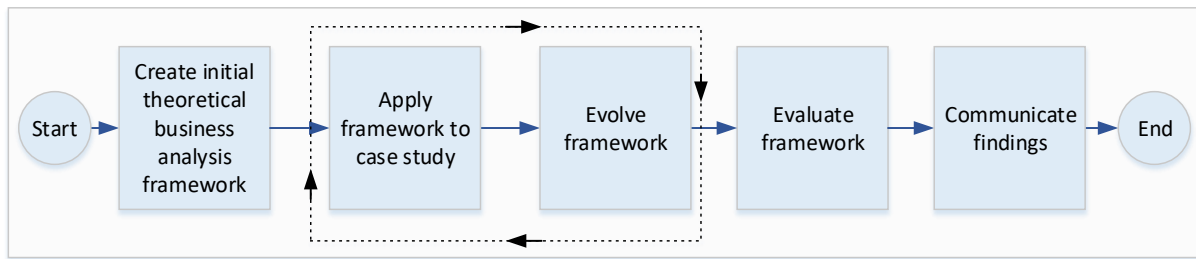 Start
Create initial
theoretical
business
analysis
framework
Apply
framework to
case study
Evolve
framework
Evaluate
framework
Communicate
findings
End